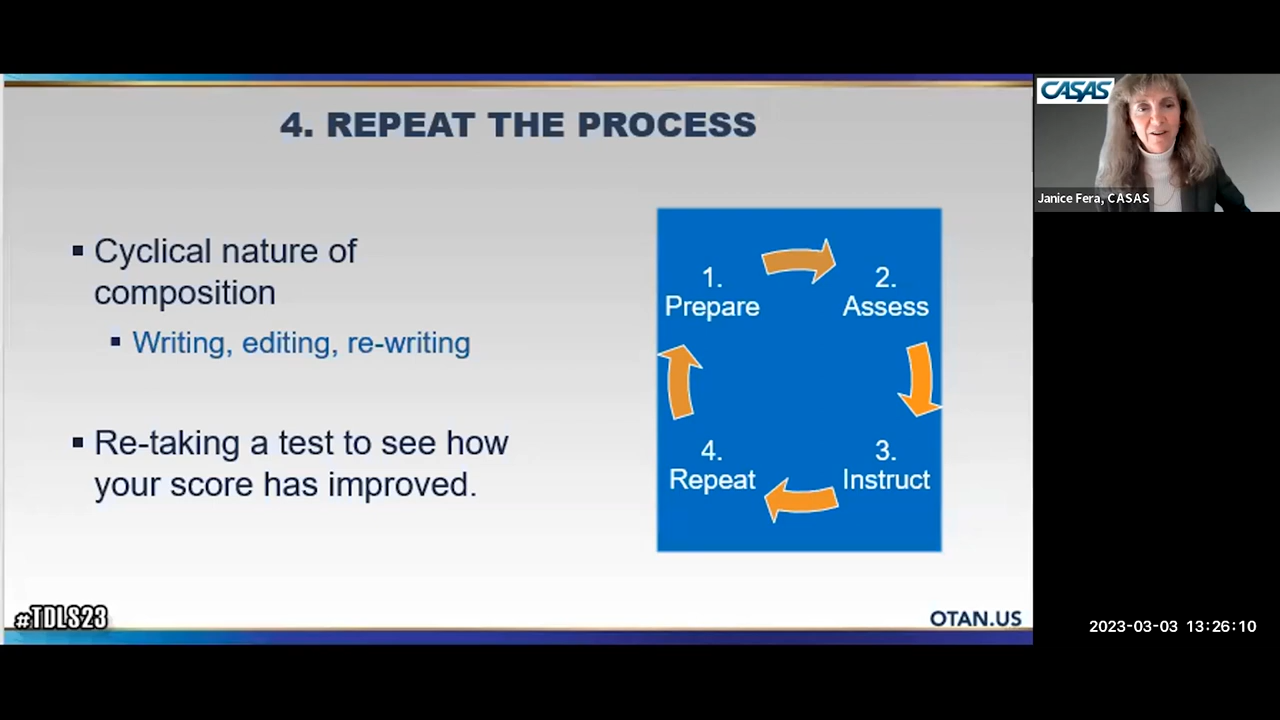 4. REPEAT THE PROCESS
▪ Cyclical nature of
composition
▪ Writing, editing, re-writing
▪ Re-taking a test to see how
your score has improved.
1.
Prepare
2.
Assess
3.
Instruct
4.
Repeat
#TDLS23
OTAN.US
CASAS
Janice Fera, CASAS
2023-03-03 13:26:10